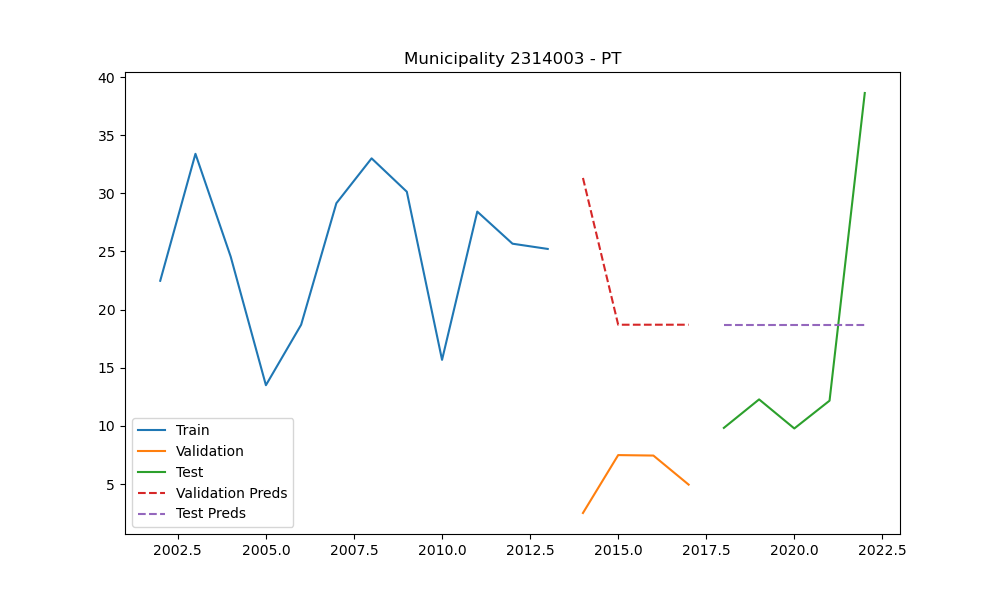 Municipality 2314003 - PT
40
35
30
25
20
15
10
5
Train
Validation
Test
Validation Preds
Test Preds
2002.5 2005.0 2007.5 2010.0 2012.5 2015.0 2017.5 2020.0 2022.5